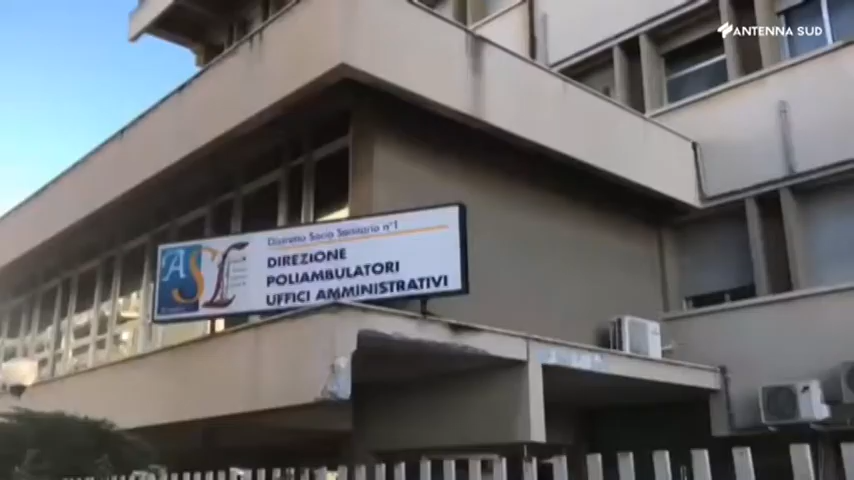 ANTENNA SUD
Distretto Socio Sanitario n°1
ASL
DIREZIONE
POLIAMBULATORI
UFFICI AMMINISTRATIVI